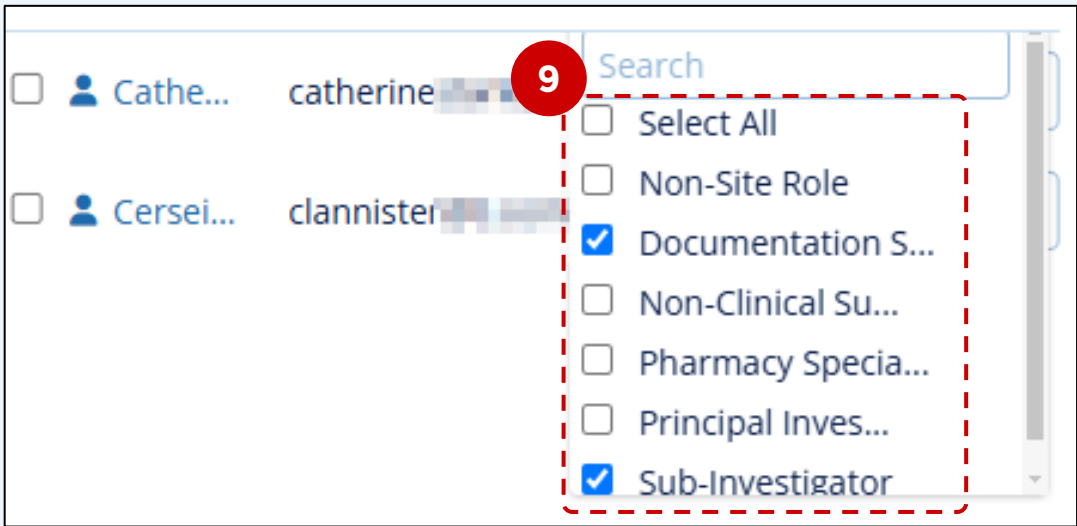 Search
9
Cathe... catherine
Select All
Non-Site Role
Cersei... clannister
Documentation S...
Non-Clinical Su...
Pharmacy Specia...
Principal Inves...
Sub-Investigator